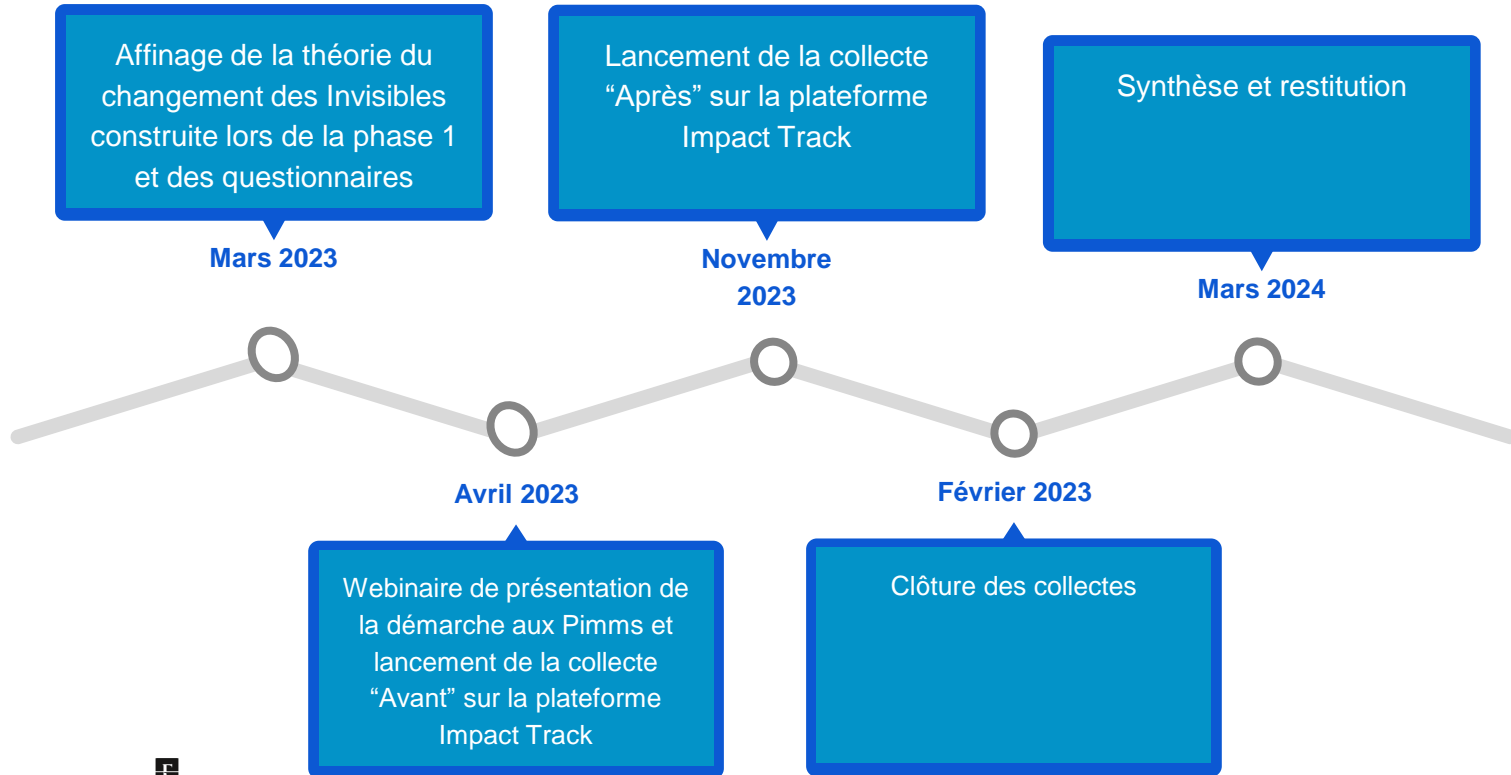 Affinage de la théorie du
changement des Invisibles
construite lors de la phase 1
et des questionnaires
Mars 2023
Lancement de la collecte
“Après” sur la plateforme
Impact Track
Novembre
2023
Synthèse et restitution
Mars 2024
Avril 2023
Webinaire de présentation de
la démarche aux Pimms et
lancement de la collecte
“Avant” sur la plateforme
Impact Track
Février 2023
Clôture des collectes